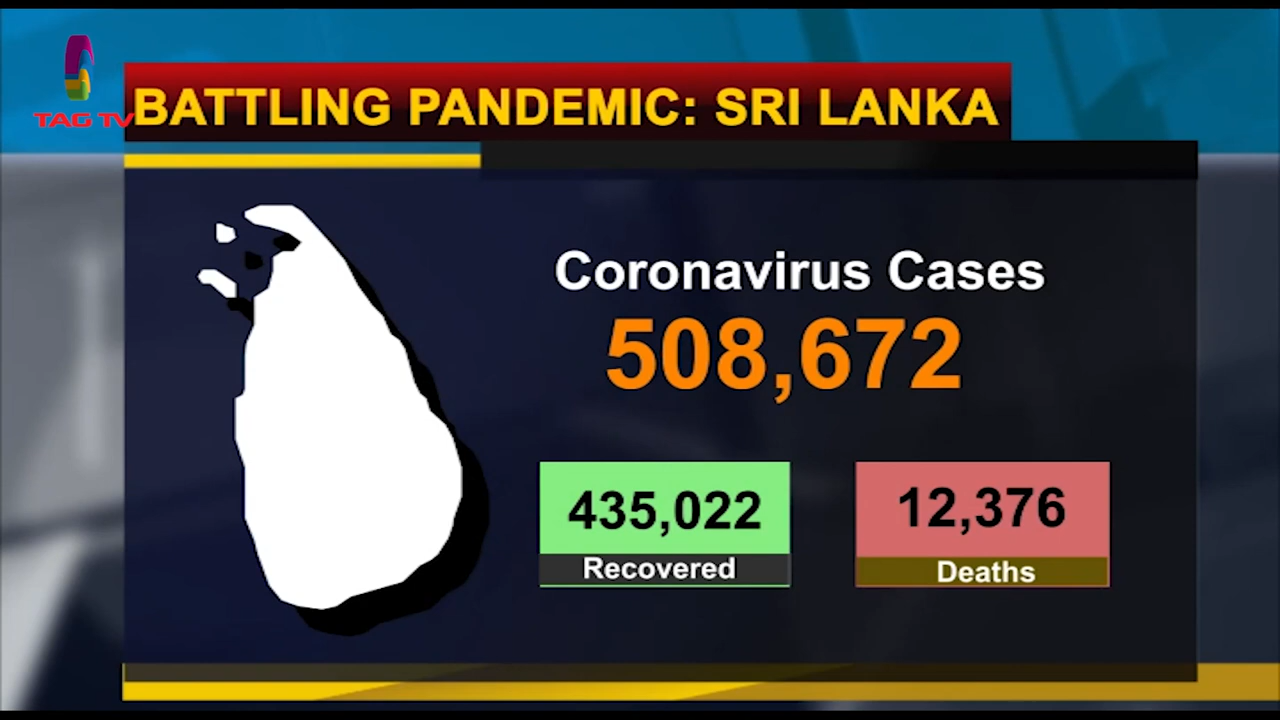 TAG TV
BATTLING PANDEMIC: SRI LANKA
Coronavirus Cases
508,672
435,022
Recovered
12,376
Deaths